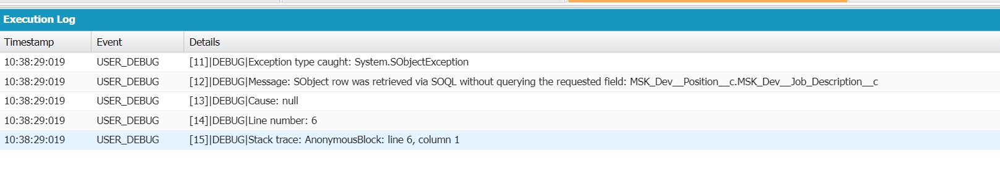 Execution Log
Timestamp Event Details
10:38:29:019 USER_DEBUG [11]|DEBUG|Exception type caught: System.SObjectException
10:38:29:019 USER_DEBUG [12]|DEBUG|Message: SObject row was retrieved via SOQL without querying the requested field: MSK_Dev__Position__c.MSK_Dev__Job_Description__c
10:38:29:019 USER_DEBUG [13]|DEBUG|Cause: null
10:38:29:019 USER_DEBUG [14]|DEBUG|Line number: 6
10:38:29:019 USER_DEBUG [15]|DEBUG|Stack trace: AnonymousBlock: line 6, column 1